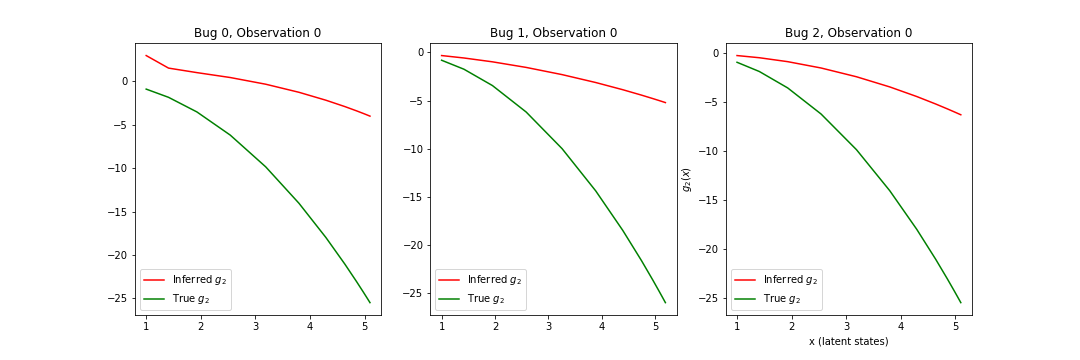 Bug 0, Observation 0
0
−5
−10
−15
−20
−25
1 2 3 4 5
Inferred g₂
True g₂
Bug 1, Observation 0
0
−5
−10
−15
−20
−25
1 2 3 4 5
Inferred g₂
True g₂
Bug 2, Observation 0
g₂(x)
0
−5
−10
−15
−20
−25
1 2 3 4 5
x (latent states)
Inferred g₂
True g₂